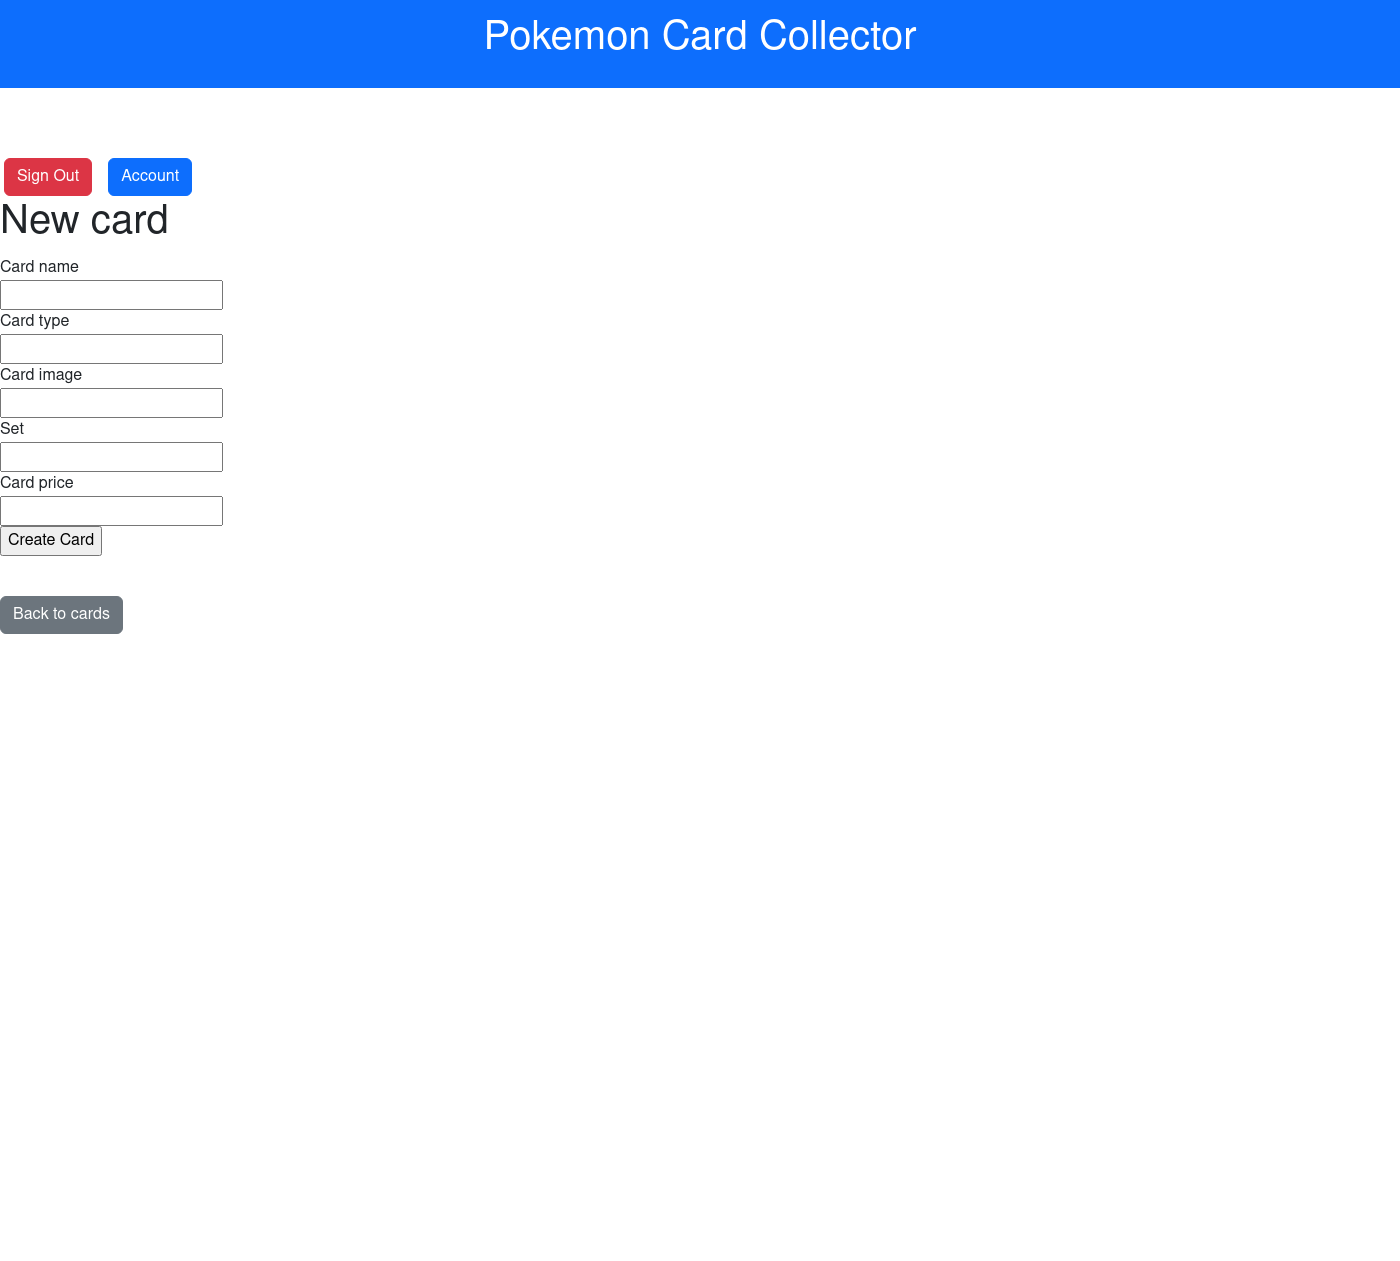 Pokemon Card Collector
Sign Out Account
New card
Card name
Card type
Card image
Set
Card price
Create Card
Back to cards